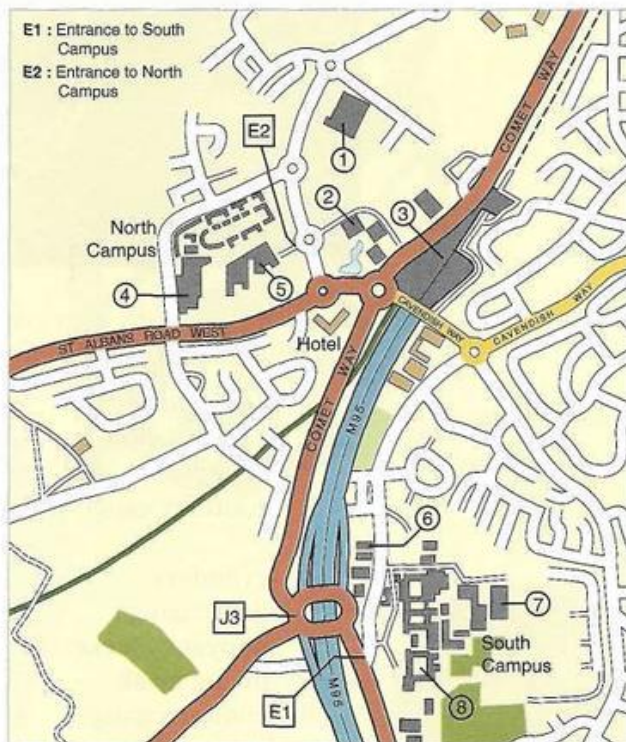 E1 : Entrance to South
Campus
E2 : Entrance to North
Campus
COMET WAY
E2
1
2
3
North
Campus
4
5
CAVENDISH WAY
CAVENDISH WAY
ST ALBANS ROAD WEST
Hotel
COMET WAY
M95
6
7
J3
South
Campus
E1
M96
8